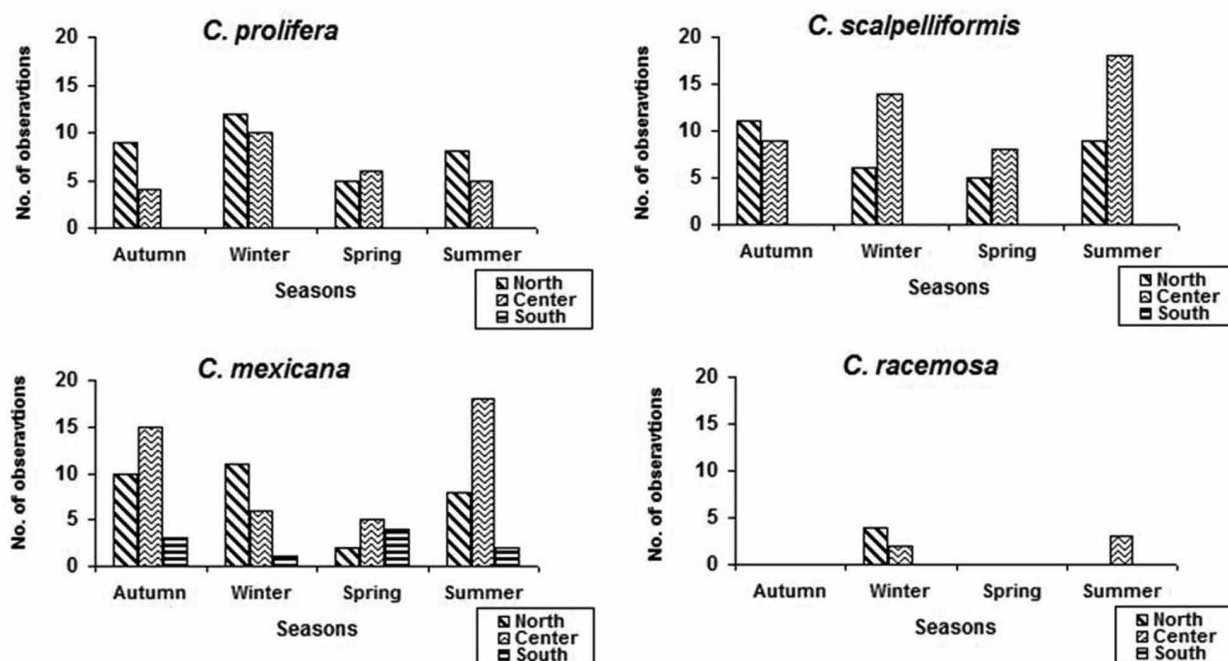 C. prolifera
No. of obseravtions
20
15
10
5
0
Autumn Winter Spring Summer
Seasons
North
Center
South
C. scalpelliformis
No. of obseravtions
20
15
10
5
0
Autumn Winter Spring Summer
Seasons
North
Center
South
C. mexicana
No. of obseravtions
20
15
10
5
0
Autumn Winter Spring Summer
Seasons
North
Center
South
C. racemosa
No. of obseravtions
20
15
10
5
0
Autumn Winter Spring Summer
Seasons
North
Center
South